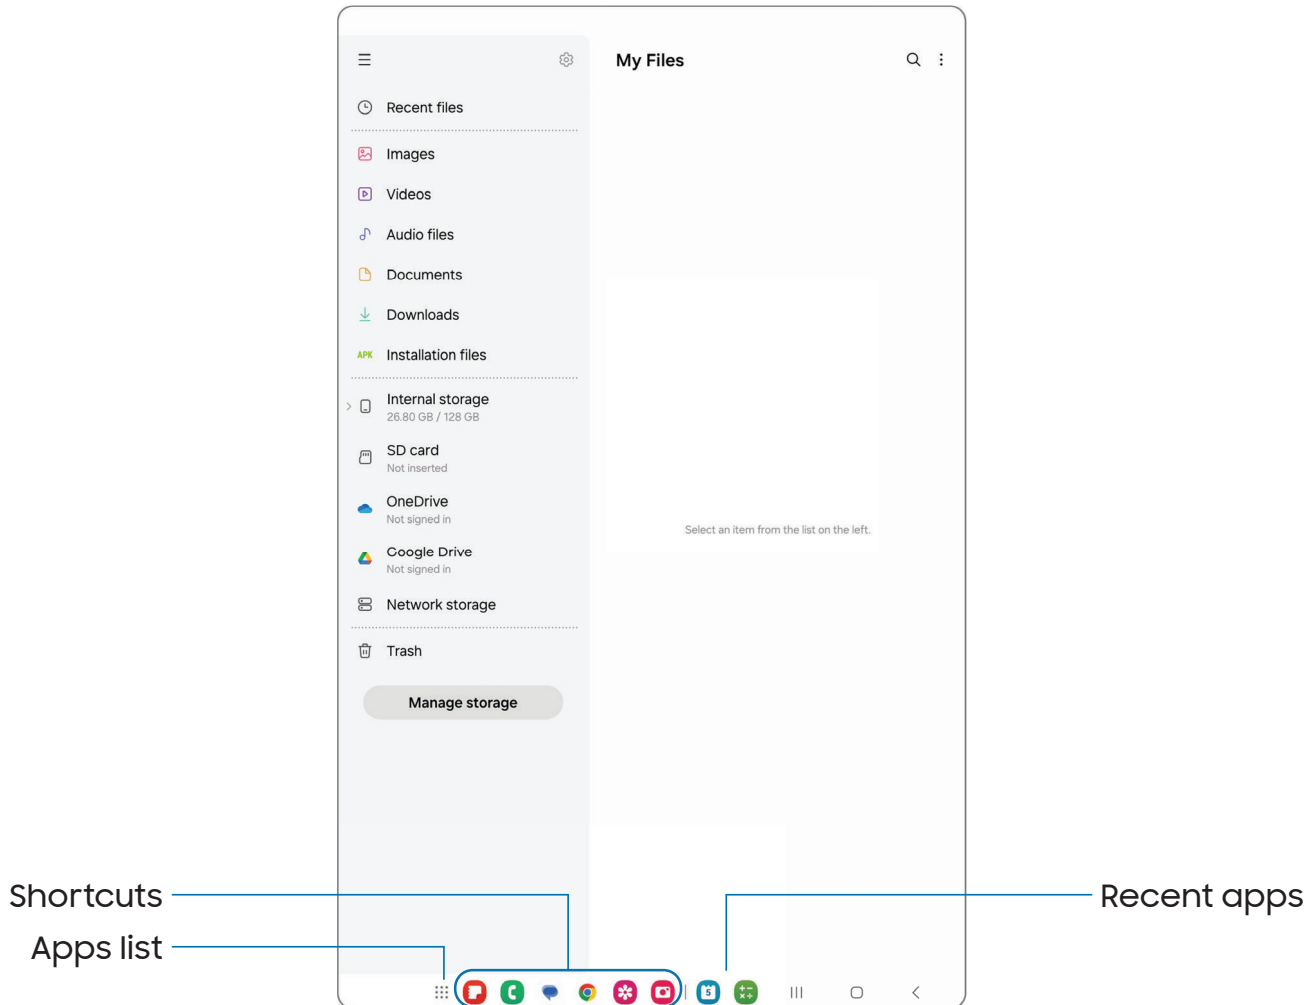 My Files
Recent files
Images
Videos
Audio files
Documents
Downloads
APK
Installation files
Internal storage
26.80 GB / 128 GB
SD card
Not inserted
OneDrive
Not signed in
Google Drive
Not signed in
Network storage
Trash
Manage storage
Select an item from the list on the left.
Shortcuts
Apps list
Recent apps
5